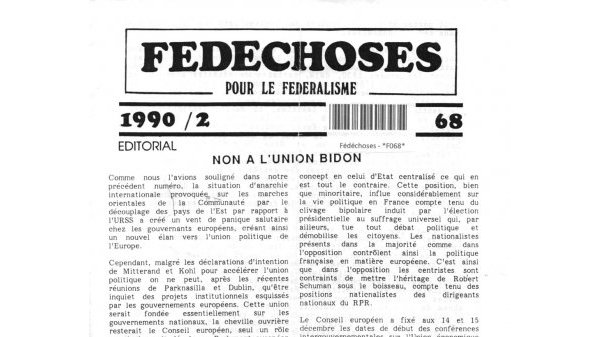 FEDECHOSES
POUR LE FEDERALISME
1990 / 2
68
EDITORIAL
Fédéchoses - *F068*
NON A L'UNION BIDON
Comme nous l'avions souligné dans notre
précédent numéro, la situation d'anarchie
internationale provoquée sur les marches
orientales de la Communauté par le
découplage des pays de l'Est par rapport à
l'URSS a créé un vent de panique salutaire
chez les gouvernants européens, créant ainsi
un nouvel élan vers l'union politique de
l'Europe.
Cependant, malgré les déclarations d'intention
de Mitterand et Kohl pour accélérer l'union
politique on ne peut, après les récentes
réunions de Parknasilla et Dublin, qu'être
inquiet des projets institutionnels esquissés
par les gouvernements européens. Cette union
serait fondée essentiellement sur les
gouvernements nationaux, la cheville ouvrière
resterait le Conseil européen, seul un rôle
concept en celui d'Etat centralisé ce qui en
est tout le contraire. Cette position, bien
que minoritaire, influe considérablement sur
la vie politique en France compte tenu du
clivage bipolaire induit par l'élection
présidentielle au suffrage universel qui, par
ailleurs, tue tout débat politique et
démobilise les citoyens. Les nationalistes
présents dans la majorité comme dans
l'opposition contrôlent ainsi la politique
française en matière européenne. C'est ainsi
que dans l'opposition les centristes sont
contraints de mettre l'héritage de Robert
Schuman sous le boisseau, compte tenu des
positions nationalistes des dirigeants
nationaux du RPR.
Le Conseil européen a fixé aux 14 et 15
décembre les dates de début des conférences
intergouvernementales sur l'Union économique